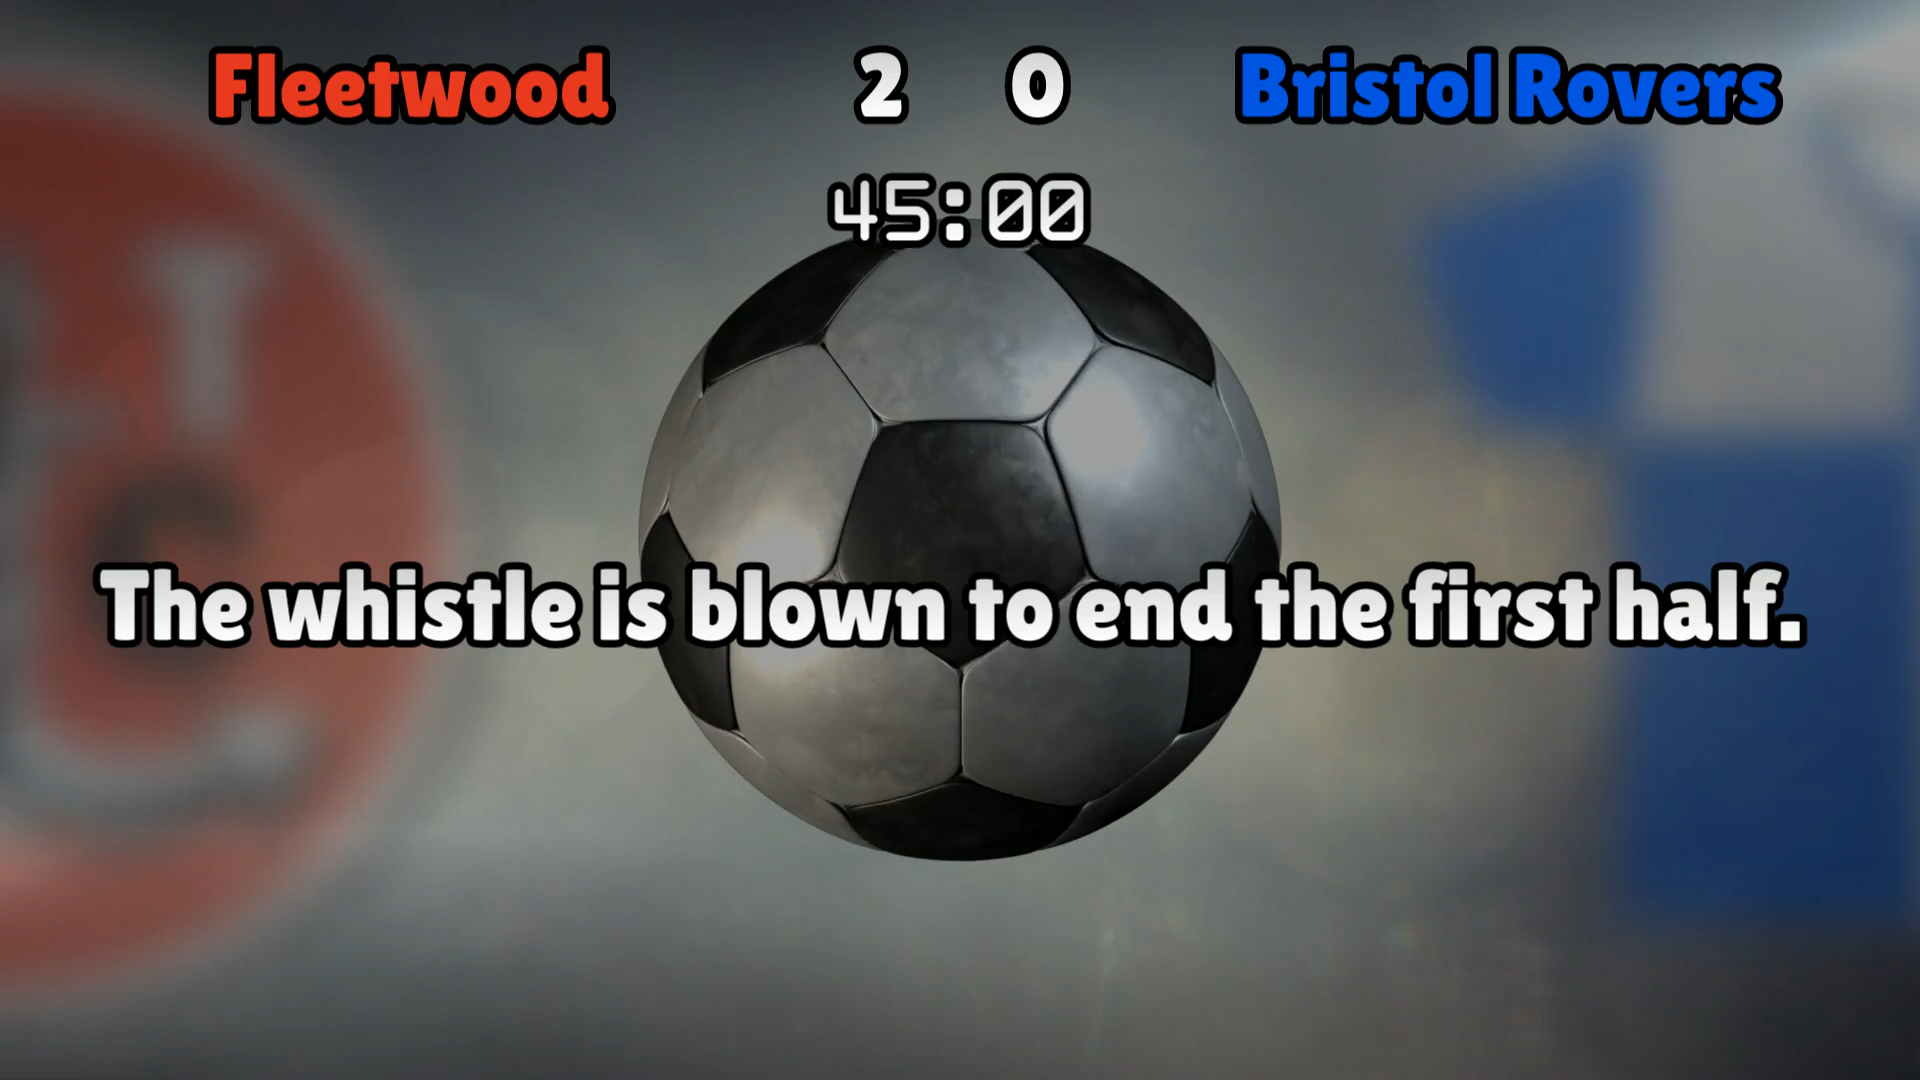 Fleetwood 2 0 Bristol Rovers
45:00
The whistle is blown to end the first half.